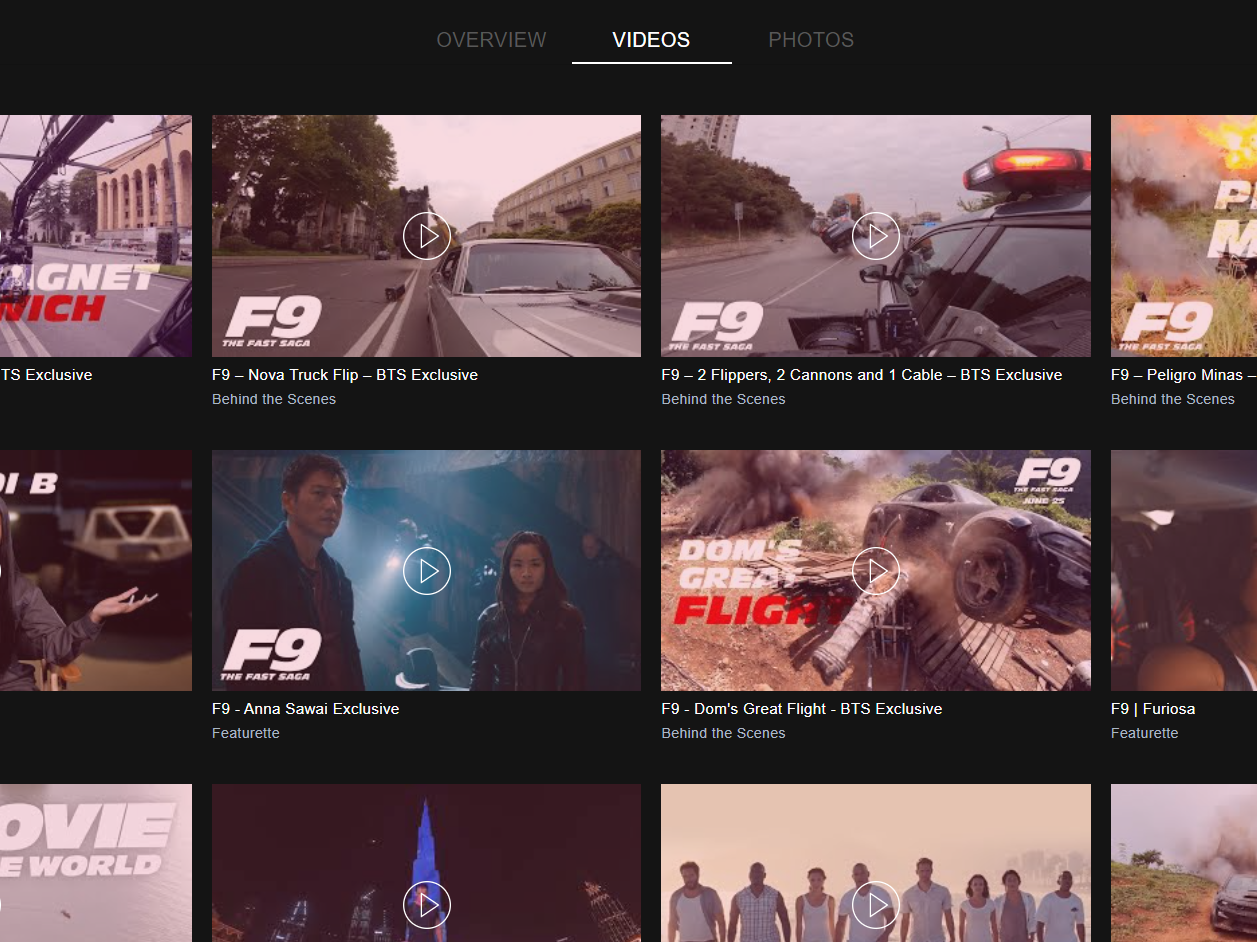 OVERVIEW
VIDEOS
PHOTOS
F9
THE FAST SAGA
F9
THE FAST SAGA
F9
THE FAST SAGA
TS Exclusive
F9 – Nova Truck Flip – BTS Exclusive
F9 – 2 Flippers, 2 Cannons and 1 Cable – BTS Exclusive
F9 – Peligro Minas –
Behind the Scenes
Behind the Scenes
Behind the Scenes
DI B
F9
THE FAST SAGA
F9
THE FAST SAGA
JUNE 25
DOM'S
GREAT
FLIGHT
F9 - Anna Sawai Exclusive
F9 - Dom's Great Flight - BTS Exclusive
F9 | Furiosa
Featurette
Behind the Scenes
Featurette
OVIE
E WORLD